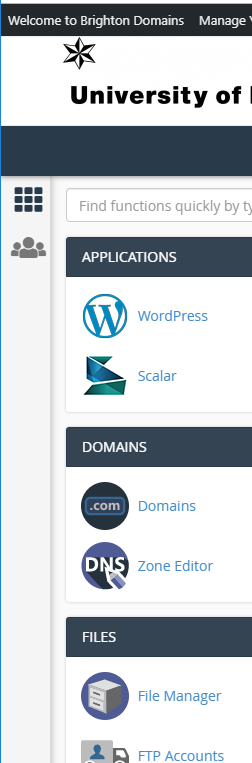 Welcome to Brighton Domains Manage
University of
Find functions quickly by ty
APPLICATIONS
WordPress
Scalar
DOMAINS
.com
Domains
DNS
Zone Editor
FILES
File Manager
FTP Accounts